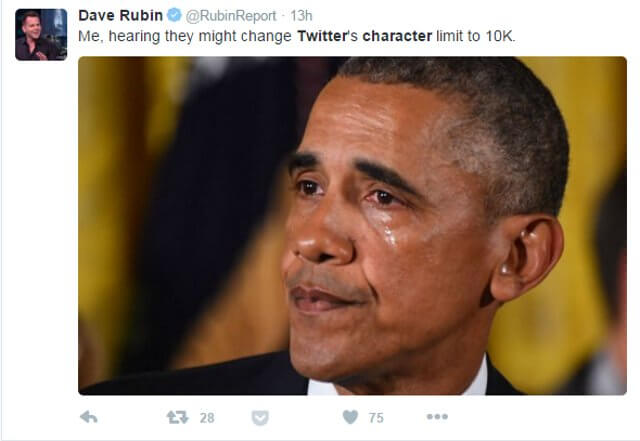 Dave Rubin @RubinReport · 13h
Me, hearing they might change Twitter's character limit to 10K.
28 75